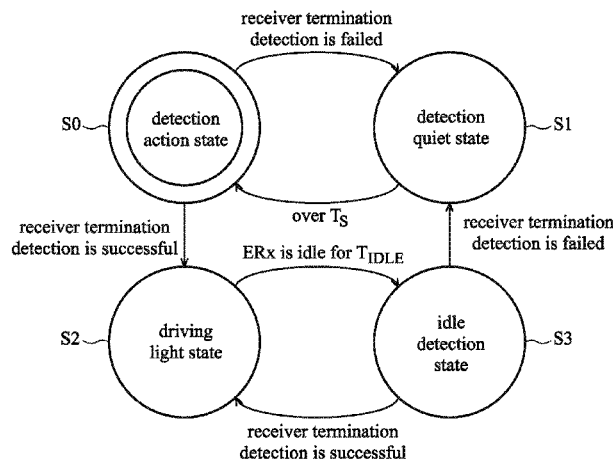 receiver termination
detection is failed
S0
detection
action state
detection
quiet state
S1
over TS
receiver termination
detection is successful
ERx is idle for TIDLE
receiver termination
detection is failed
S2
driving
light state
idle
detection
state
S3
receiver termination
detection is successful